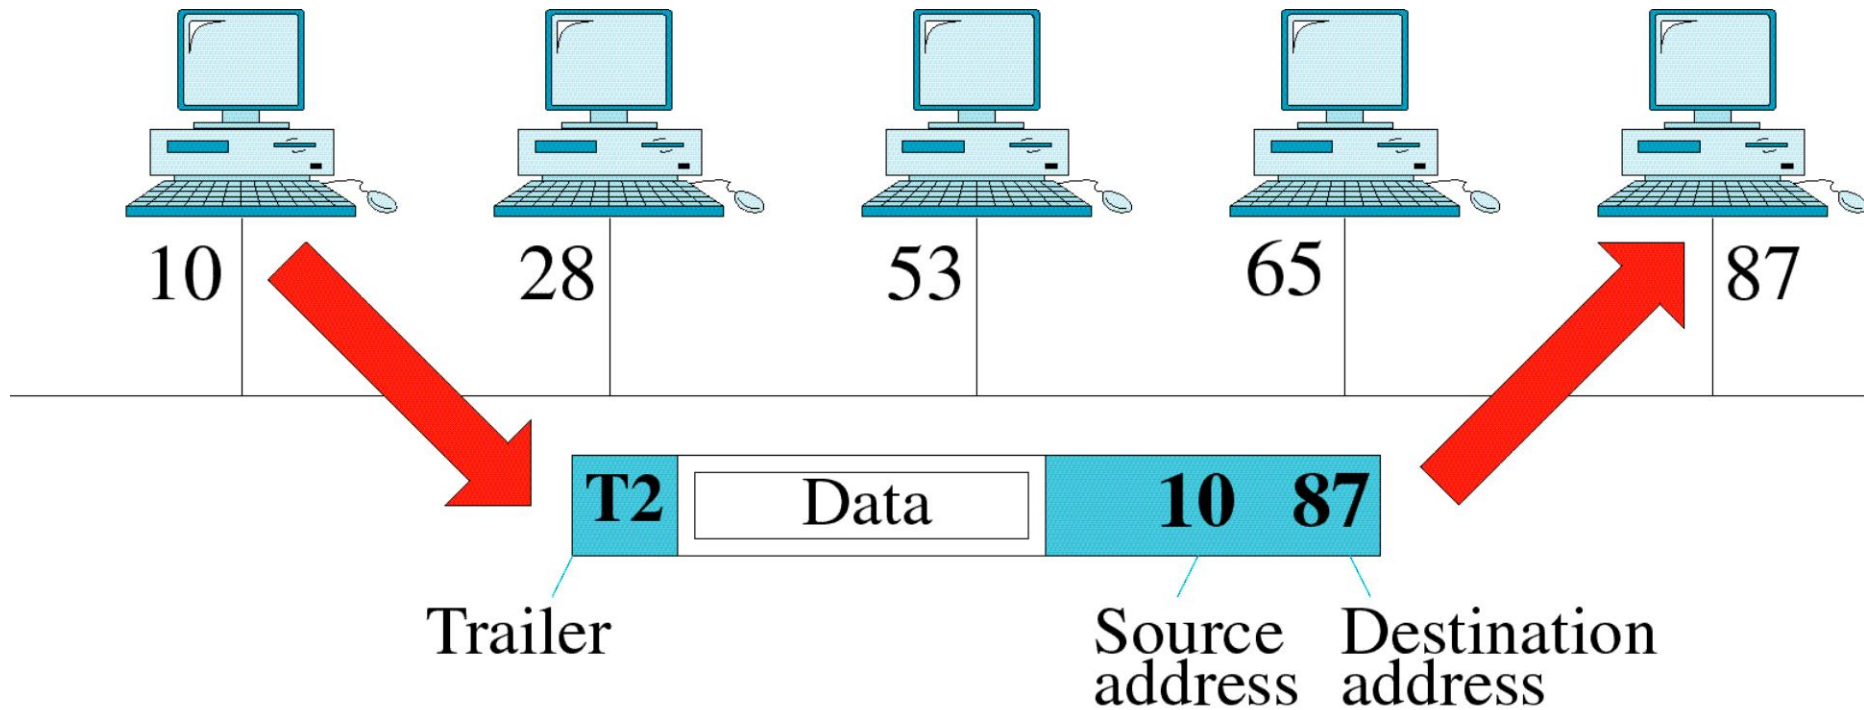 10
28
53
65
87
T2
Data
10
87
Trailer
Source
address
Destination
address